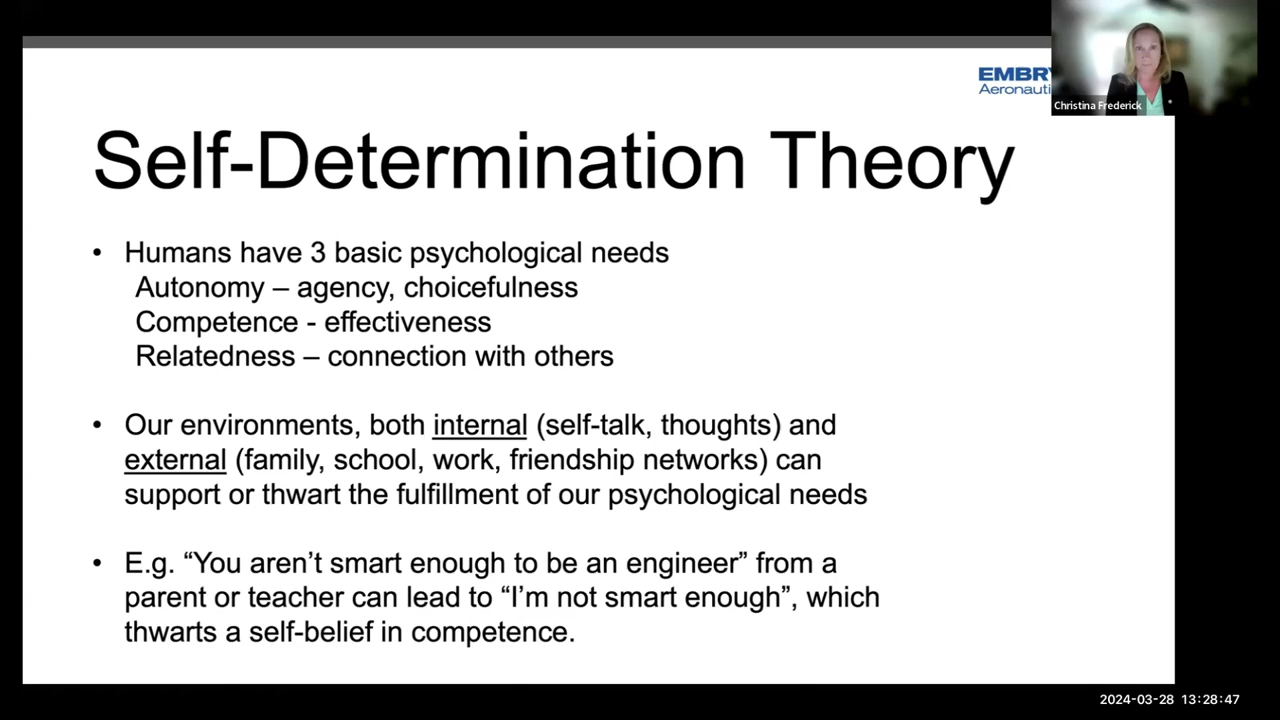 EMBRY
Aeronauti
Christina Frederick
Self-Determination Theory
• Humans have 3 basic psychological needs
Autonomy – agency, choicefulness
Competence - effectiveness
Relatedness – connection with others
• Our environments, both internal (self-talk, thoughts) and
external (family, school, work, friendship networks) can
support or thwart the fulfillment of our psychological needs
• E.g. “You aren’t smart enough to be an engineer” from a
parent or teacher can lead to “I’m not smart enough”, which
thwarts a self-belief in competence.
2024-03-28 13:28:47